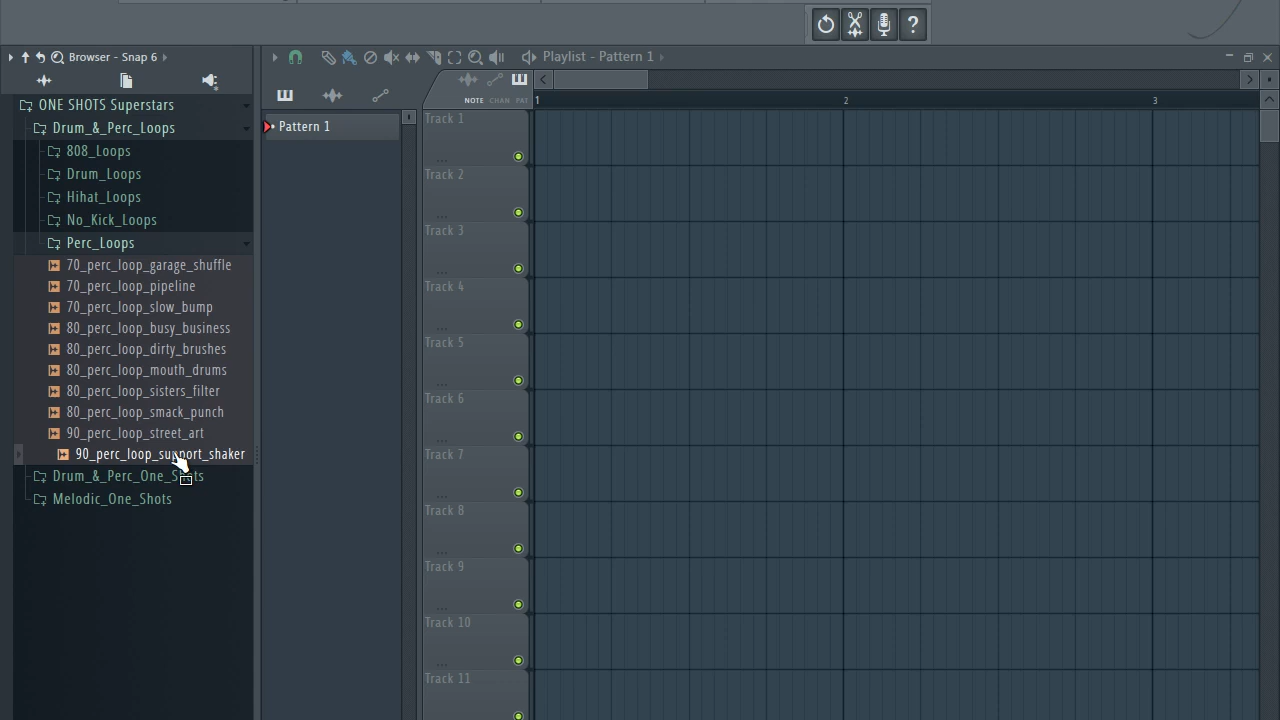 ?
Browser - Snap 6
Playlist - Pattern 1
ONE SHOTS Superstars
Drum_&_Perc_Loops
808_Loops
Drum_Loops
Hihat_Loops
No_Kick_Loops
Perc_Loops
70_perc_loop_garage_shuffle
70_perc_loop_pipeline
70_perc_loop_slow_bump
80_perc_loop_busy_business
80_perc_loop_dirty_brushes
80_perc_loop_mouth_drums
80_perc_loop_sisters_filter
80_perc_loop_smack_punch
90_perc_loop_street_art
90_perc_loop_support_shaker
Drum_&_Perc_One_Shots
Melodic_One_Shots
Pattern 1
NOTE CHAN PAT
1 2 3
Track 1
...
Track 2
...
Track 3
...
Track 4
...
Track 5
...
Track 6
...
Track 7
...
Track 8
...
Track 9
...
Track 10
...
Track 11